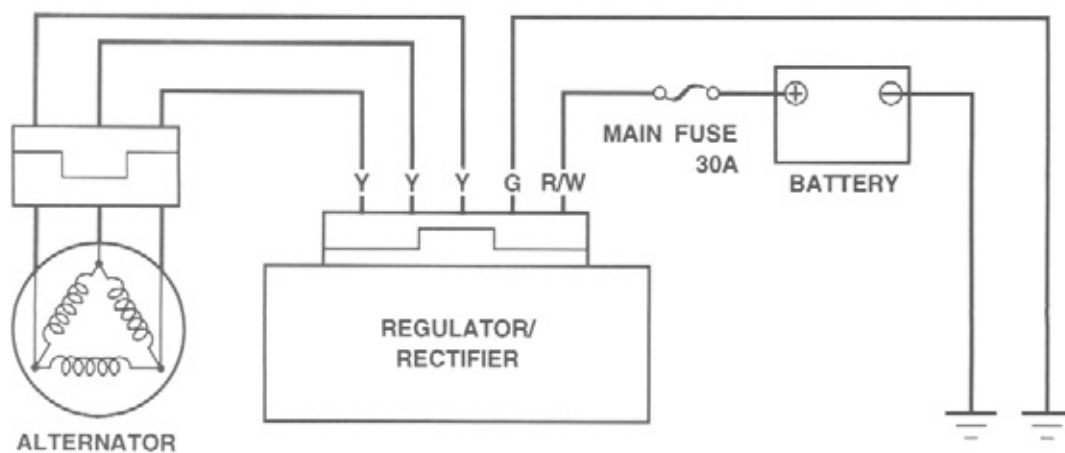 MAIN FUSE
30A
BATTERY
Y Y Y G R/W
REGULATOR/
RECTIFIER
ALTERNATOR